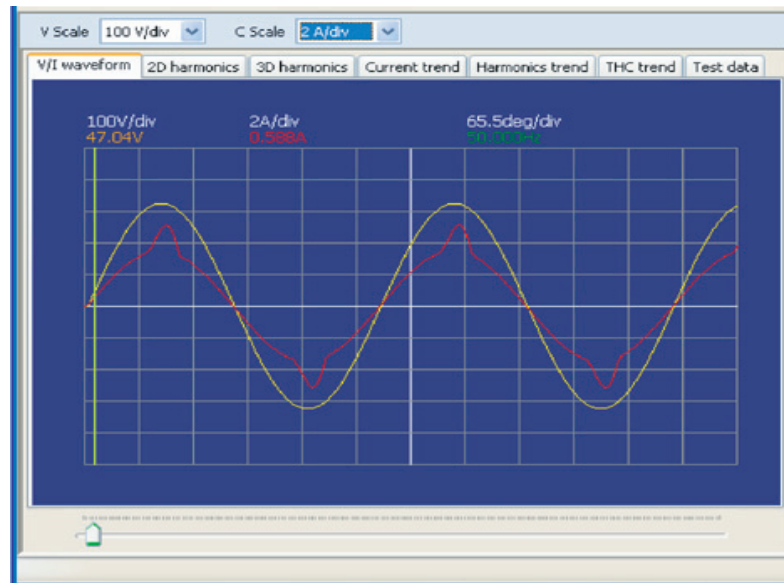 V Scale 100 V/div C Scale 2 A/div
V/I waveform 2D harmonics 3D harmonics Current trend Harmonics trend THC trend Test data
100V/div 2A/div 65.5deg/div
47.04V 0.588A 50.000Hz